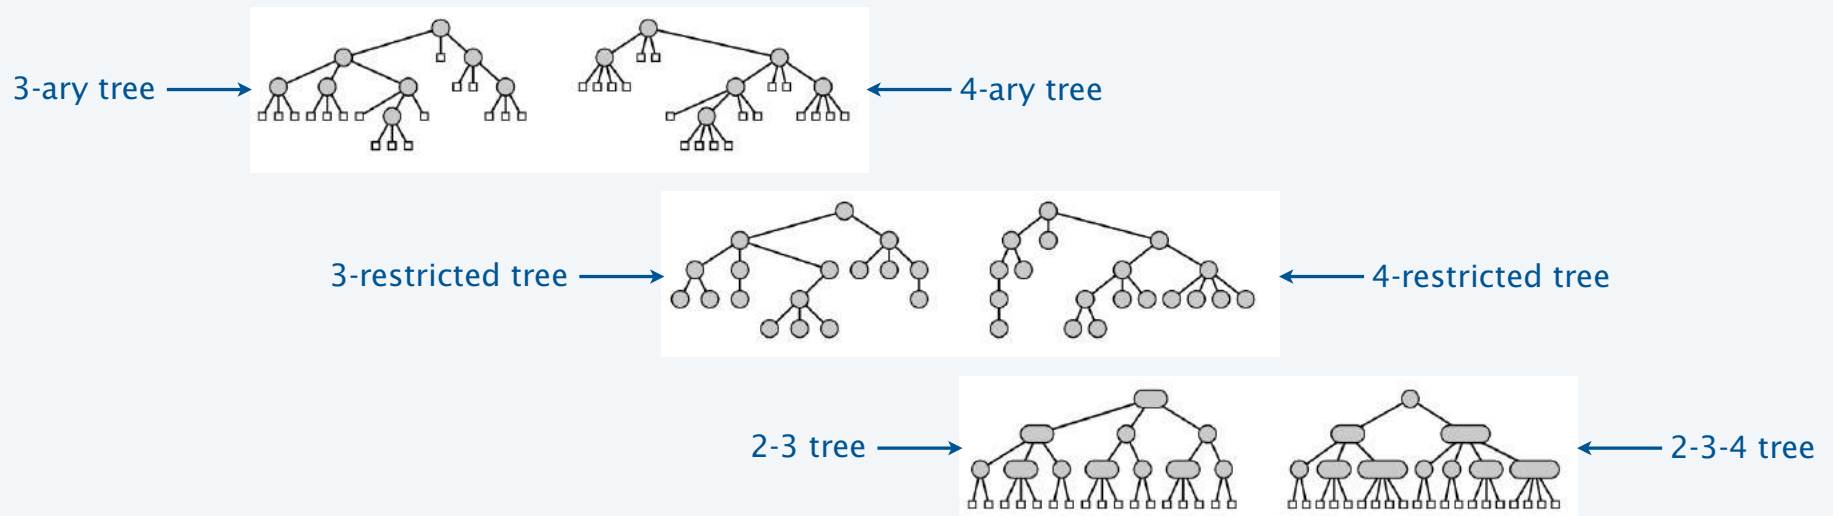 3-ary tree
4-ary tree
3-restricted tree
4-restricted tree
2-3 tree
2-3-4 tree